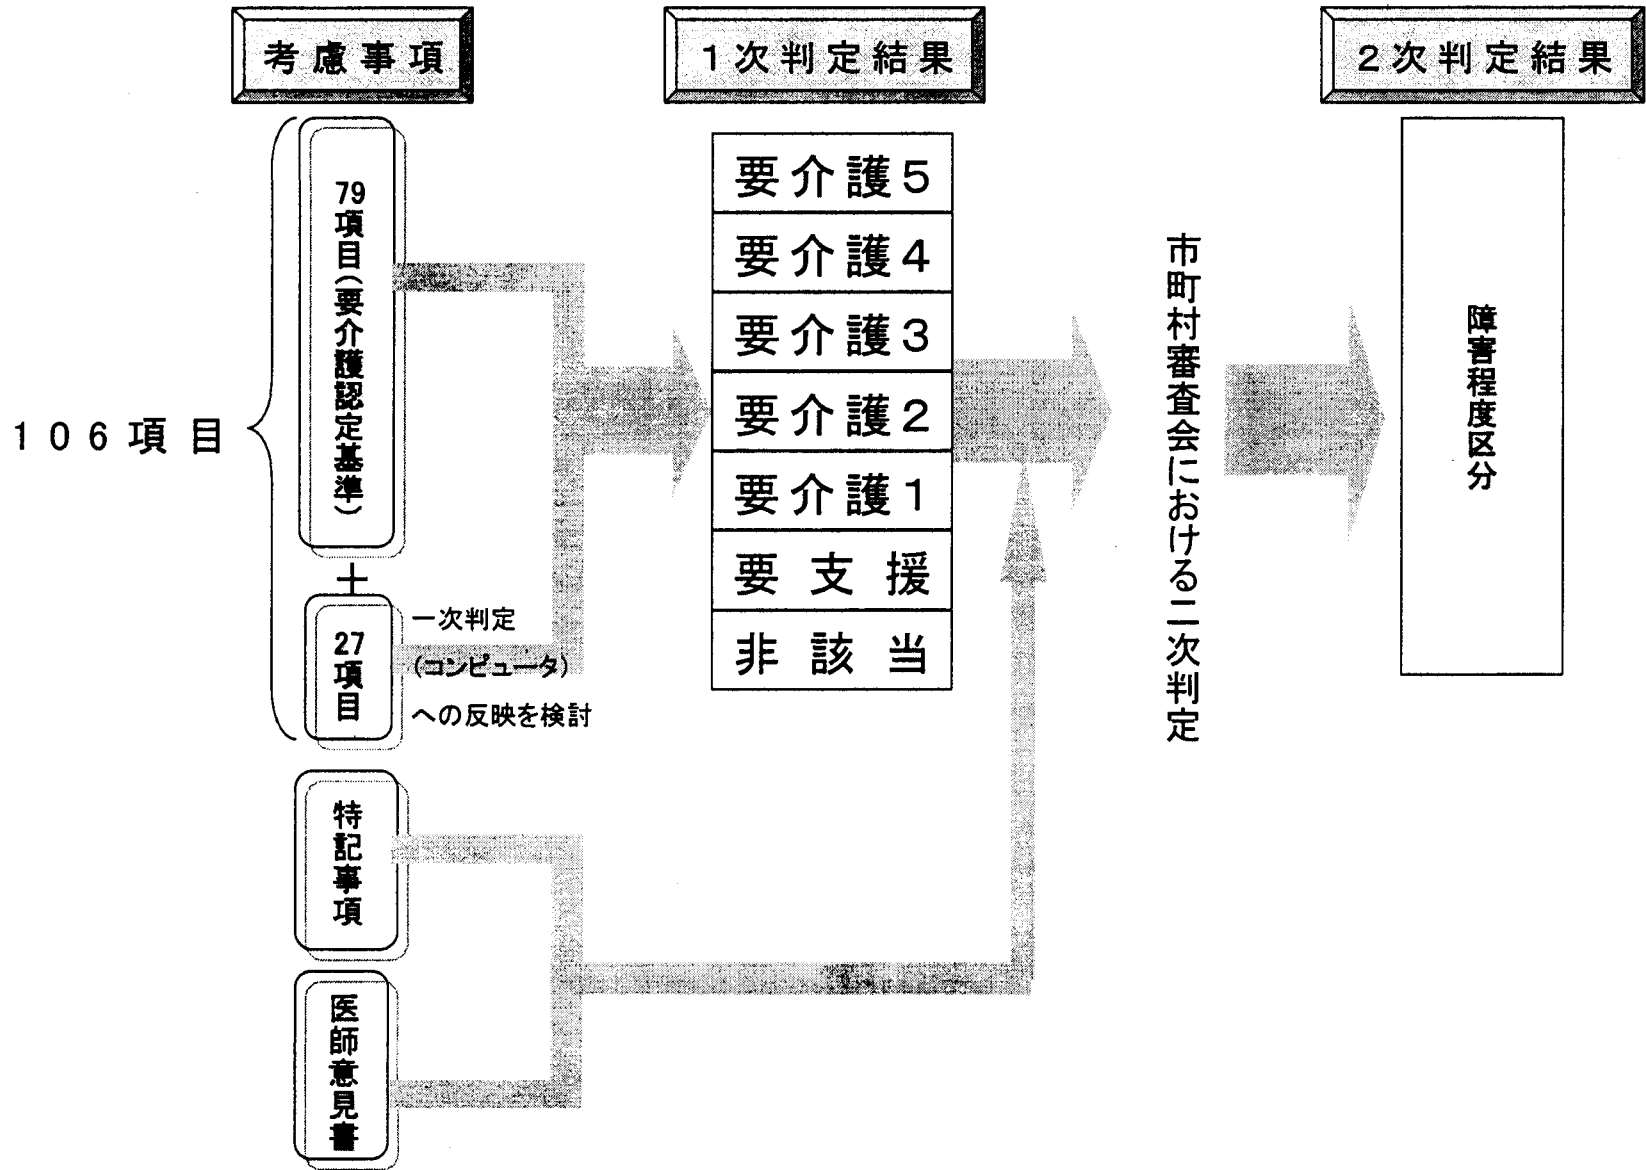 考慮事項
1次判定結果
2次判定結果
106項目
79項目(要介護認定基準)
+
27項目
一次判定
(コンピュータ)
への反映を検討
特記事項
医師意見書
要介護5
要介護4
要介護3
要介護2
要介護1
要支援
非該当
市町村審査会における二次判定
障害程度区分